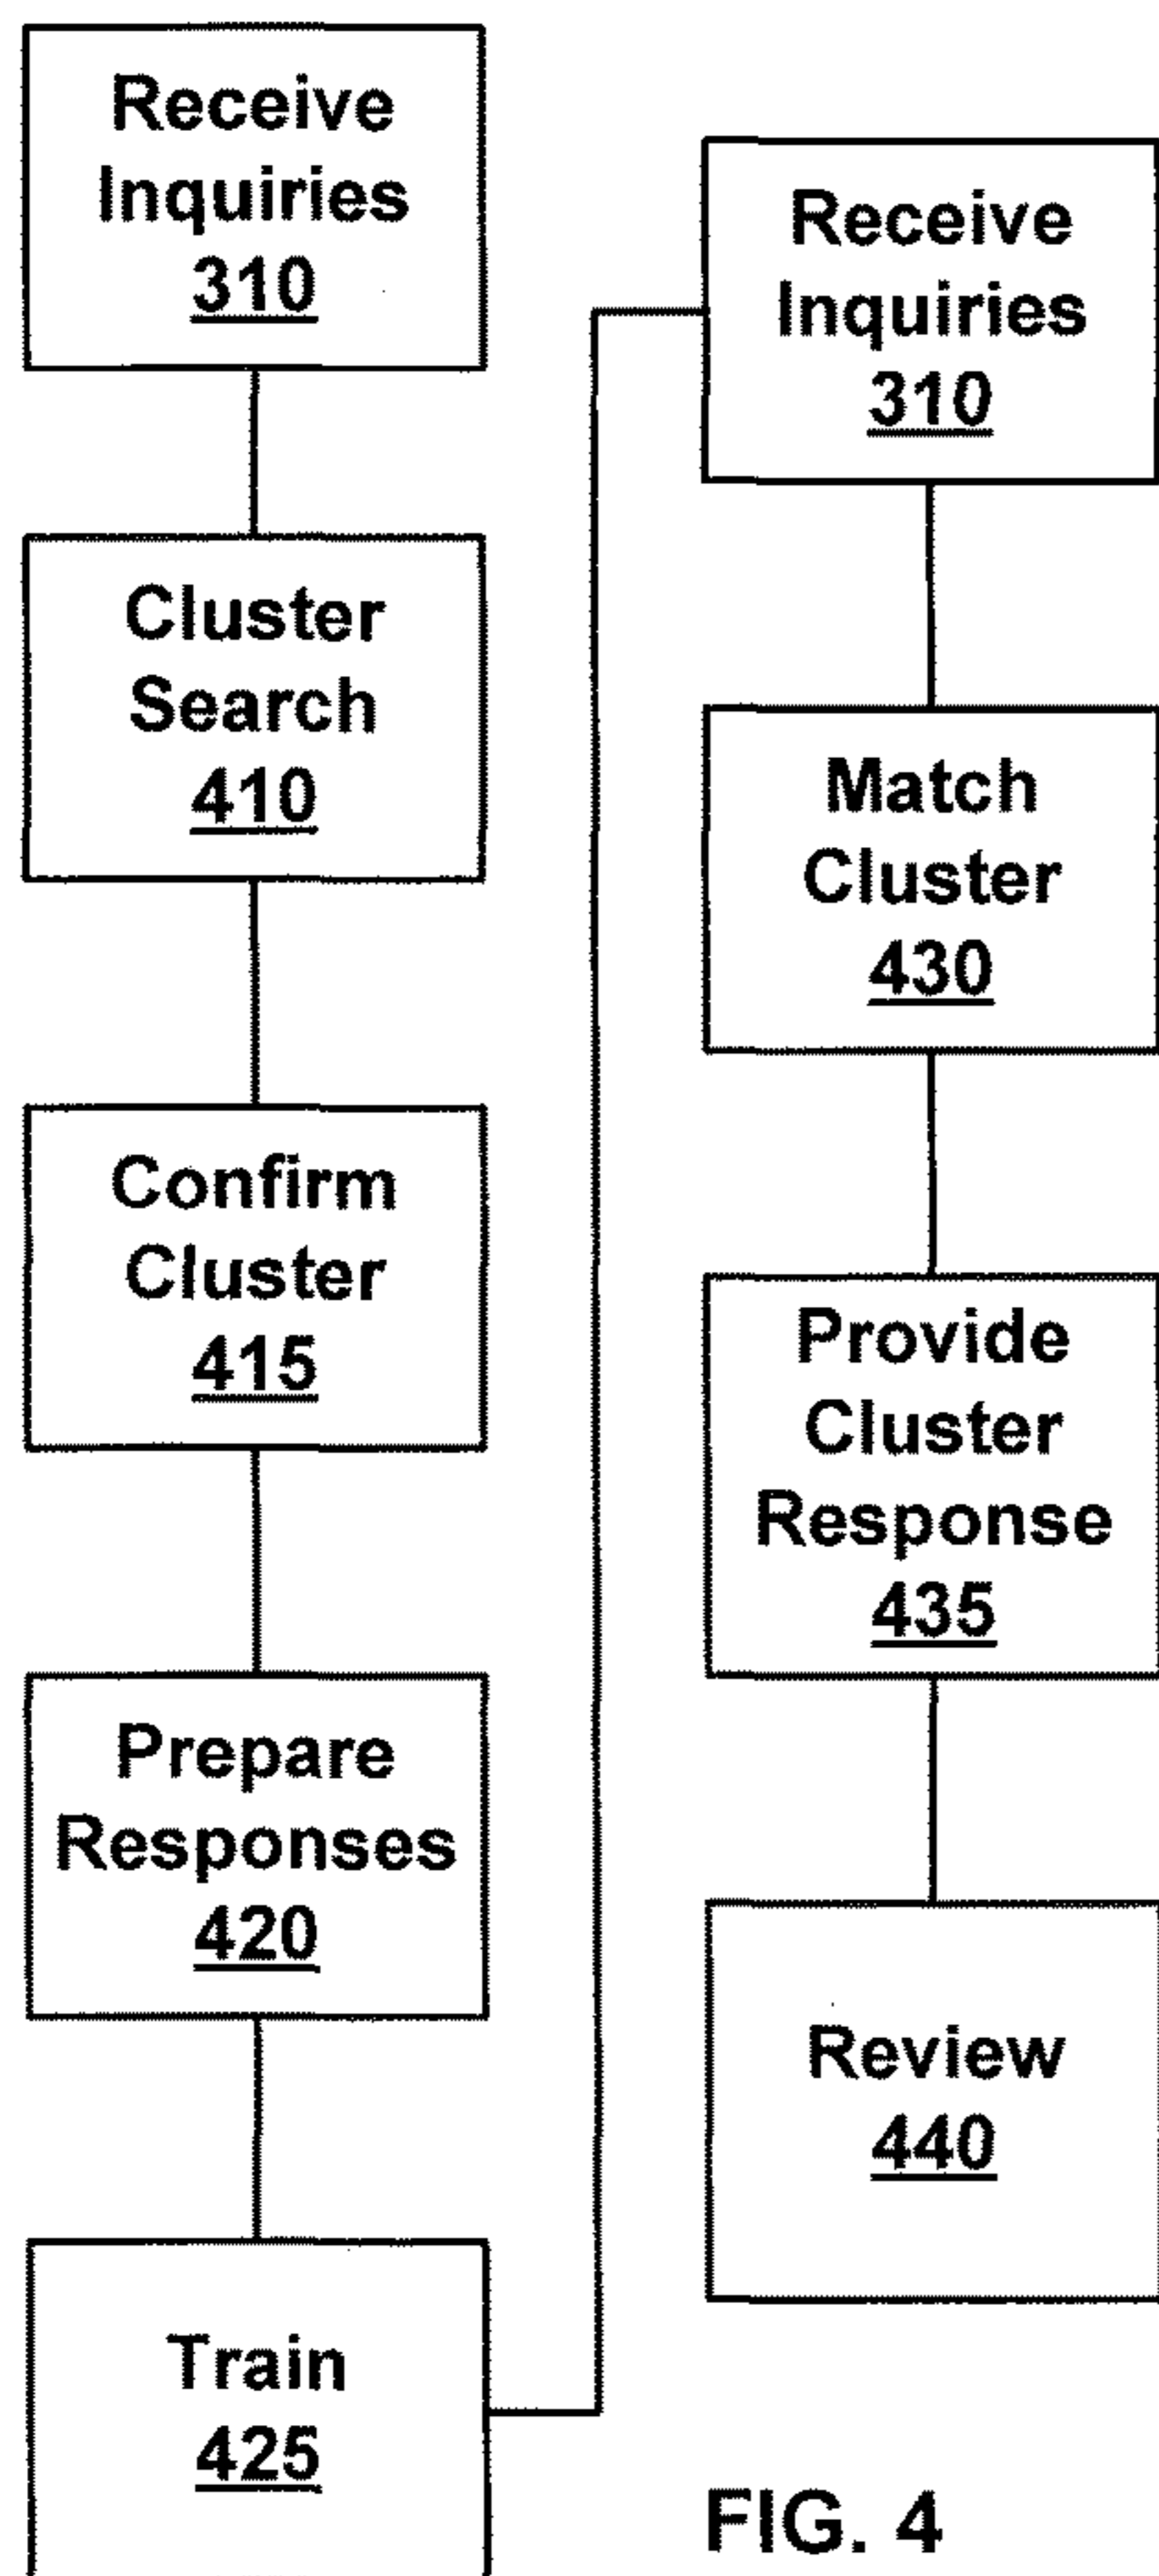 Receive
Inquiries
310
Cluster
Search
410
Confirm
Cluster
415
Prepare
Responses
420
Train
425
Receive
Inquiries
310
Match
Cluster
430
Provide
Cluster
Response
435
Review
440
FIG. 4